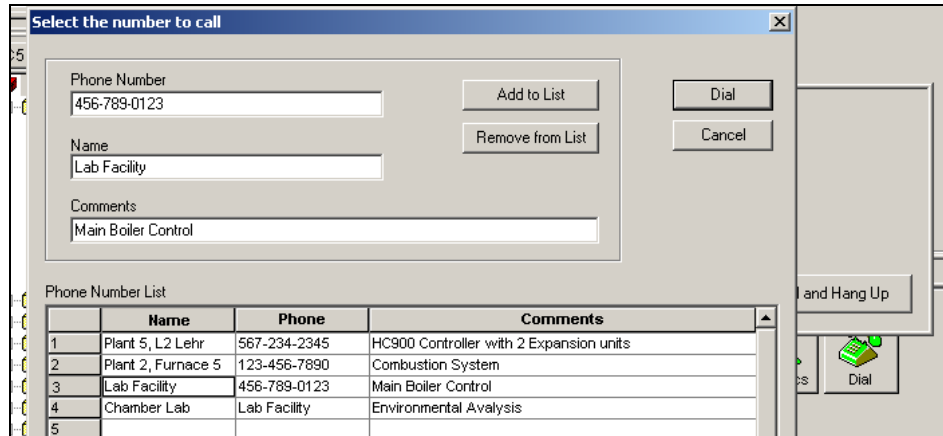 Select the number to call
Phone Number
456-789-0123
Add to List
Dial
Name
Remove from List
Cancel
Lab Facility
Comments
Main Boiler Control
Phone Number List
Name Phone Comments
1 Plant 5, L2 Lehr 567-234-2345 HC900 Controller with 2 Expansion units
2 Plant 2, Furnace 5 123-456-7890 Combustion System
3 Lab Facility 456-789-0123 Main Boiler Control
4 Chamber Lab Lab Facility Environmental Avalysis
5
and Hang Up
Dial